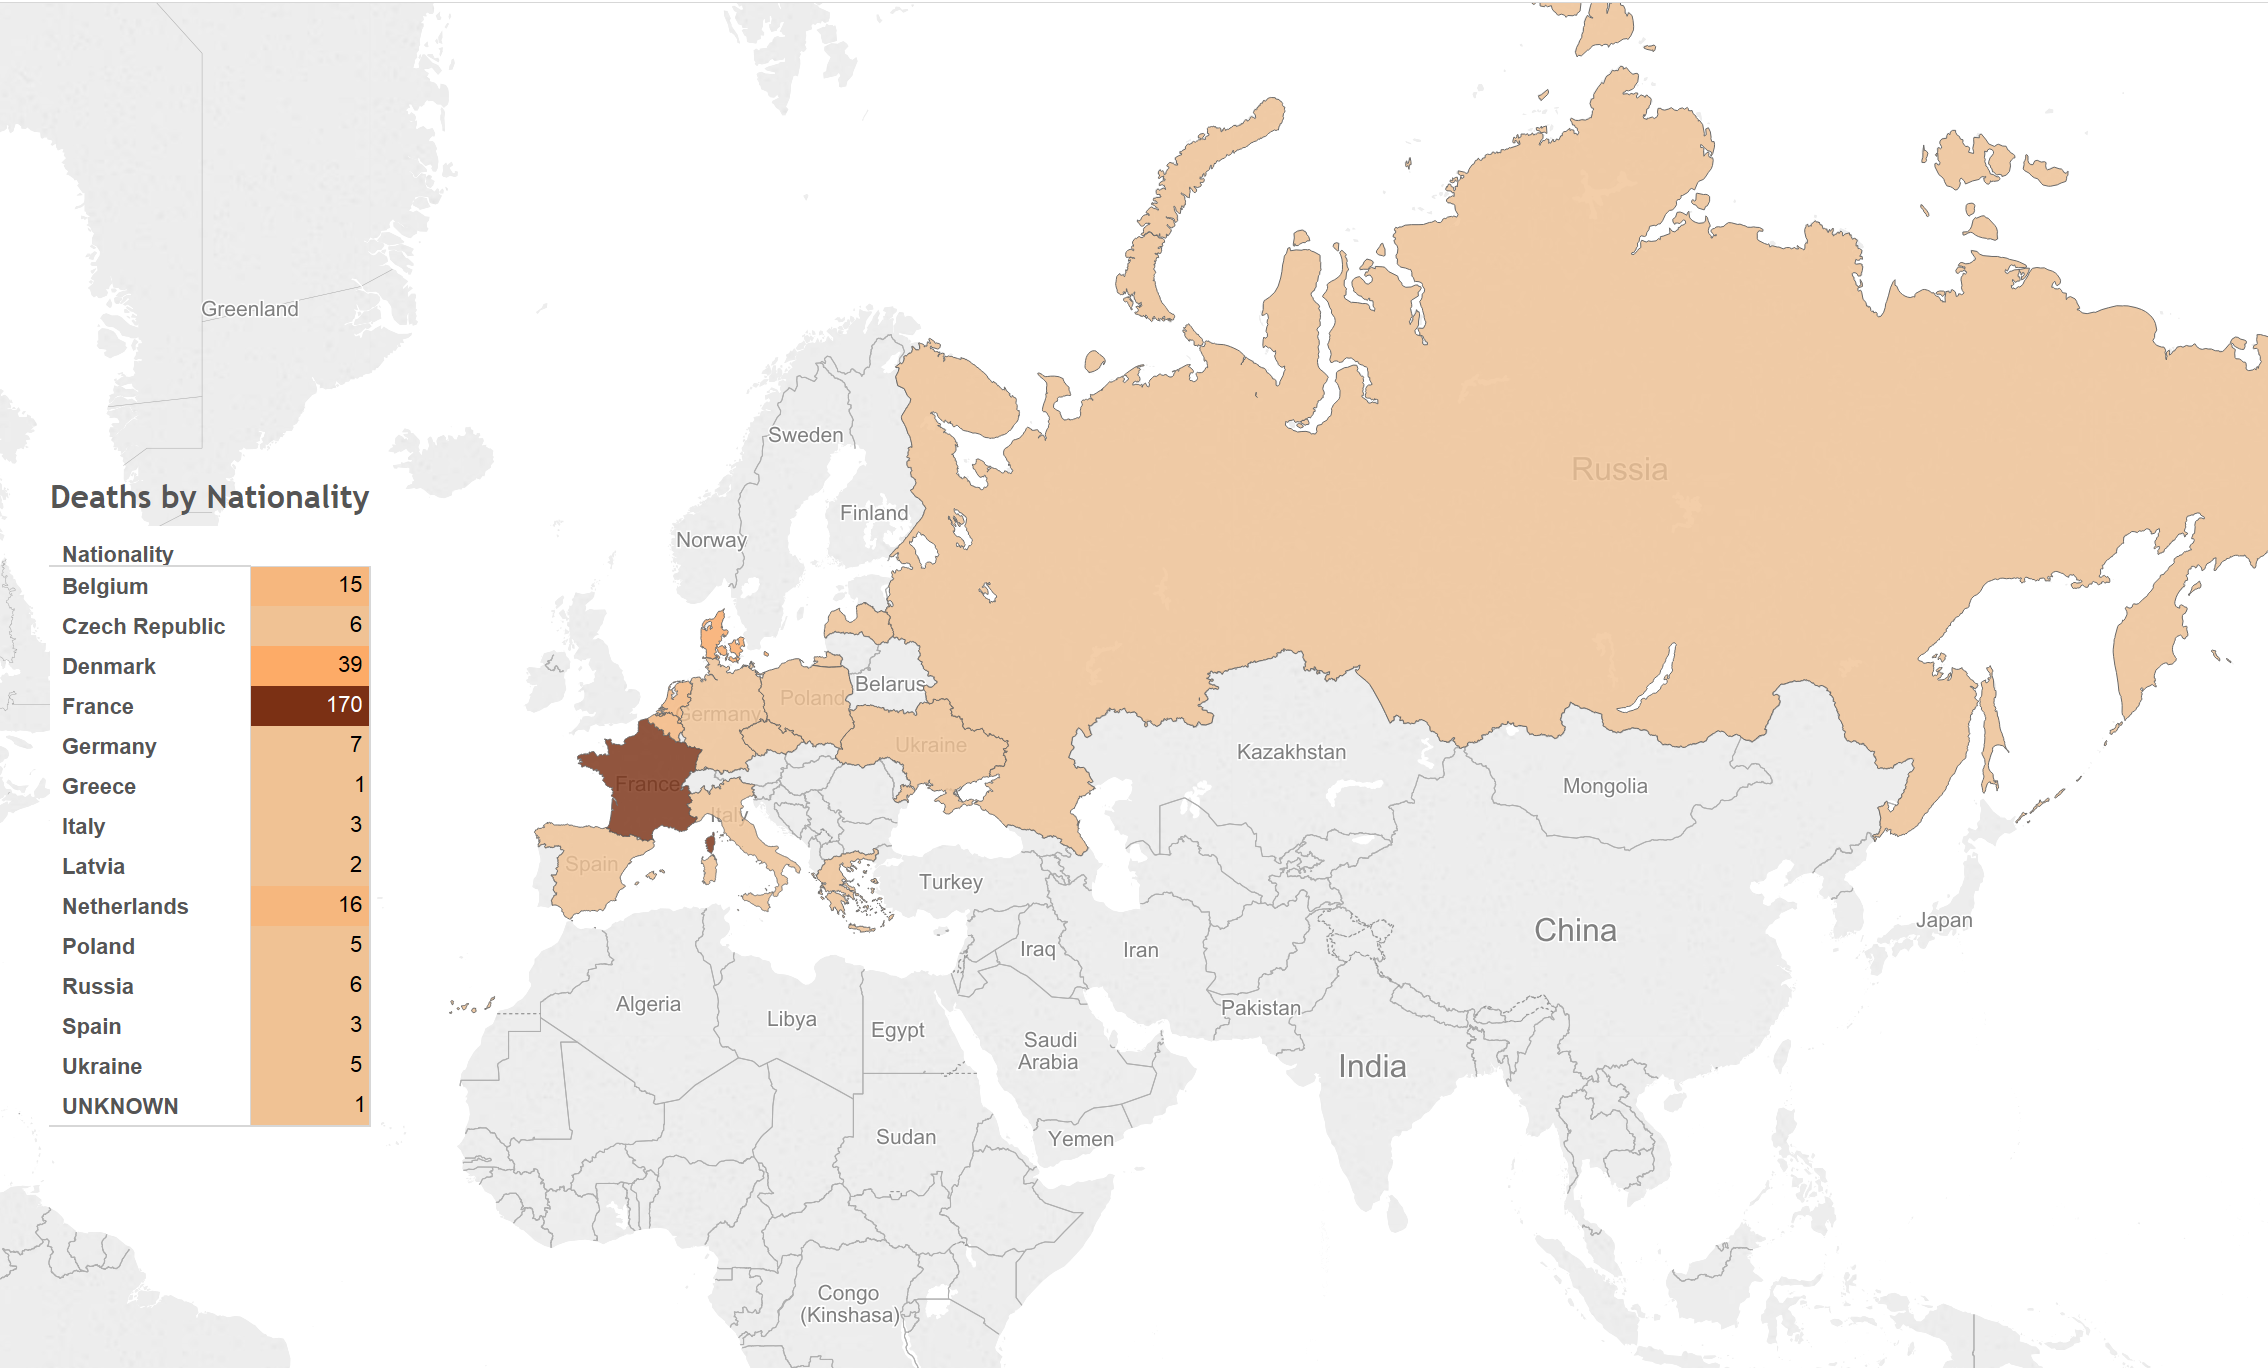 Greenland
Sweden
Finland
Norway
Russia
Deaths by Nationality
Nationality
Belgium 15
Czech Republic 6
Denmark 39
France 170
Germany 7
Greece 1
Italy 3
Latvia 2
Netherlands 16
Poland 5
Russia 6
Spain 3
Ukraine 5
UNKNOWN 1
Belarus
Poland
Germany
Ukraine
Kazakhstan
France
Mongolia
Italy
Spain
Turkey
China
Japan
Iraq
Iran
Algeria
Libya
Egypt
Pakistan
Saudi
Arabia
India
Sudan
Yemen
Congo
(Kinshasa)